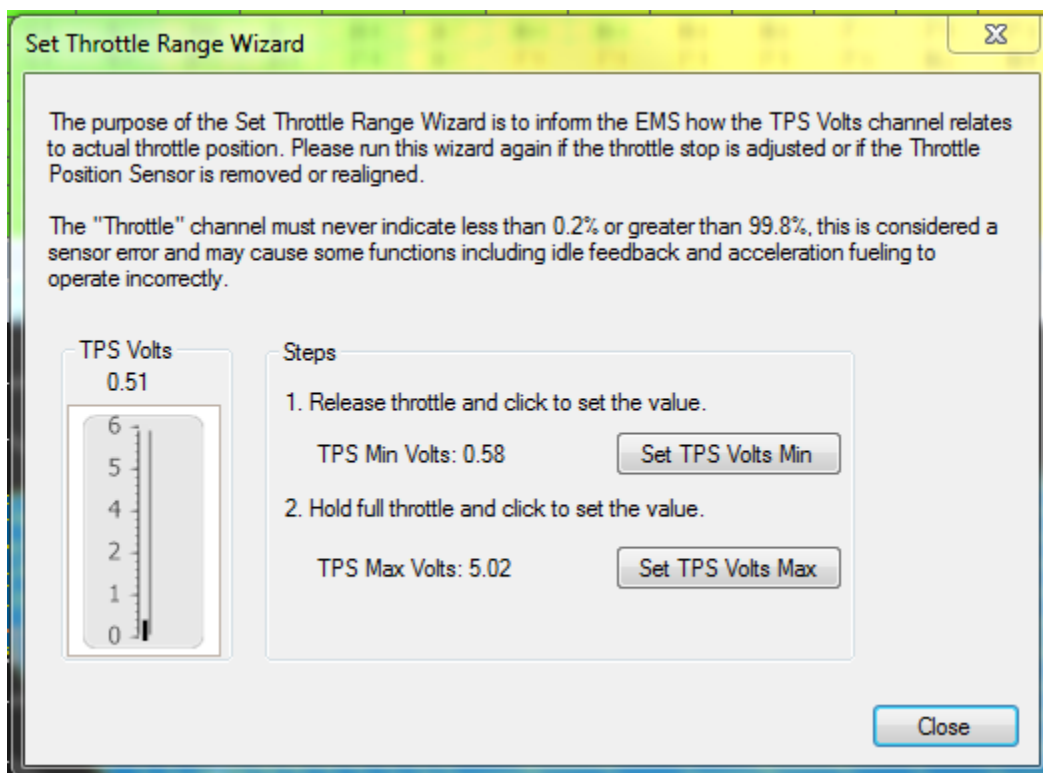 Set Throttle Range Wizard
The purpose of the Set Throttle Range Wizard is to inform the EMS how the TPS Volts channel relates
to actual throttle position. Please run this wizard again if the throttle stop is adjusted or if the Throttle
Position Sensor is removed or realigned.
The "Throttle" channel must never indicate less than 0.2% or greater than 99.8%, this is considered a
sensor error and may cause some functions including idle feedback and acceleration fueling to
operate incorrectly.
TPS Volts
0.51
6
5
4
2
1
0
Steps
1. Release throttle and click to set the value.
TPS Min Volts: 0.58 Set TPS Volts Min
2. Hold full throttle and click to set the value.
TPS Max Volts: 5.02 Set TPS Volts Max
Close